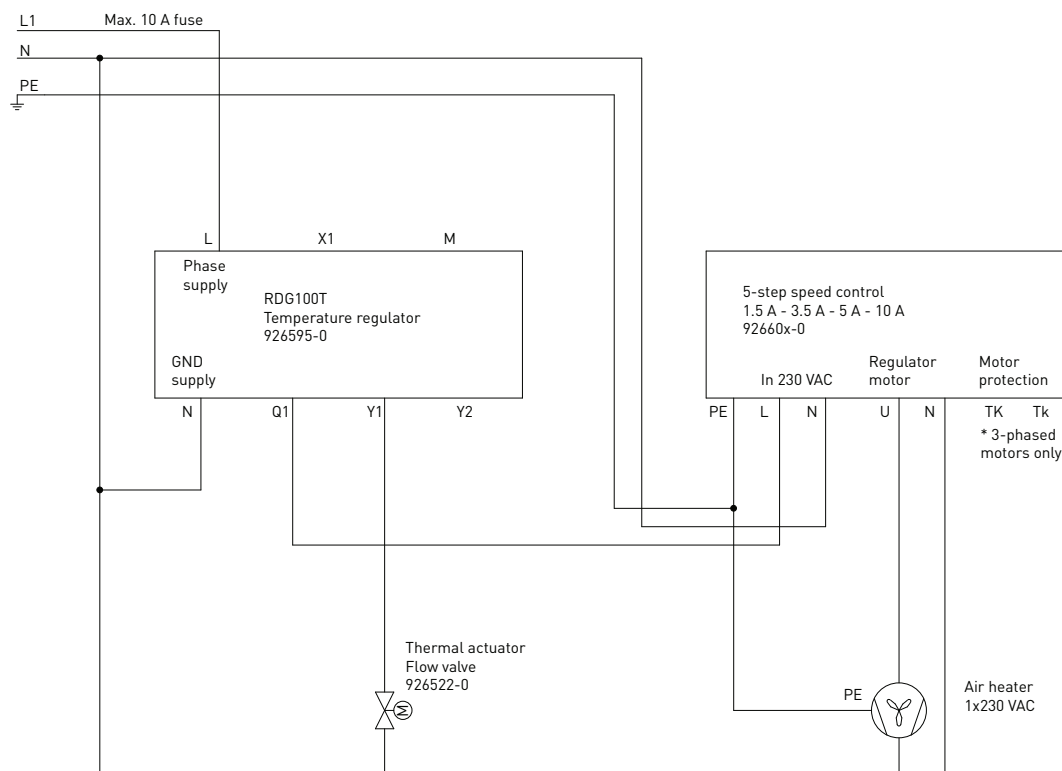 L1
Max. 10 A fuse
N
PE
L
X1
M
Phase
supply
RDG100T
Temperature regulator
926595-0
GND
supply
N
Q1
Y1
Y2
5-step speed control
1.5 A - 3.5 A - 5 A - 10 A
92660x-0
In 230 VAC
Regulator
motor
Motor
protection
PE
L
N
U
N
TK
Tk
* 3-phased
motors only
Thermal actuator
Flow valve
926522-0
M
PE
Air heater
1x230 VAC